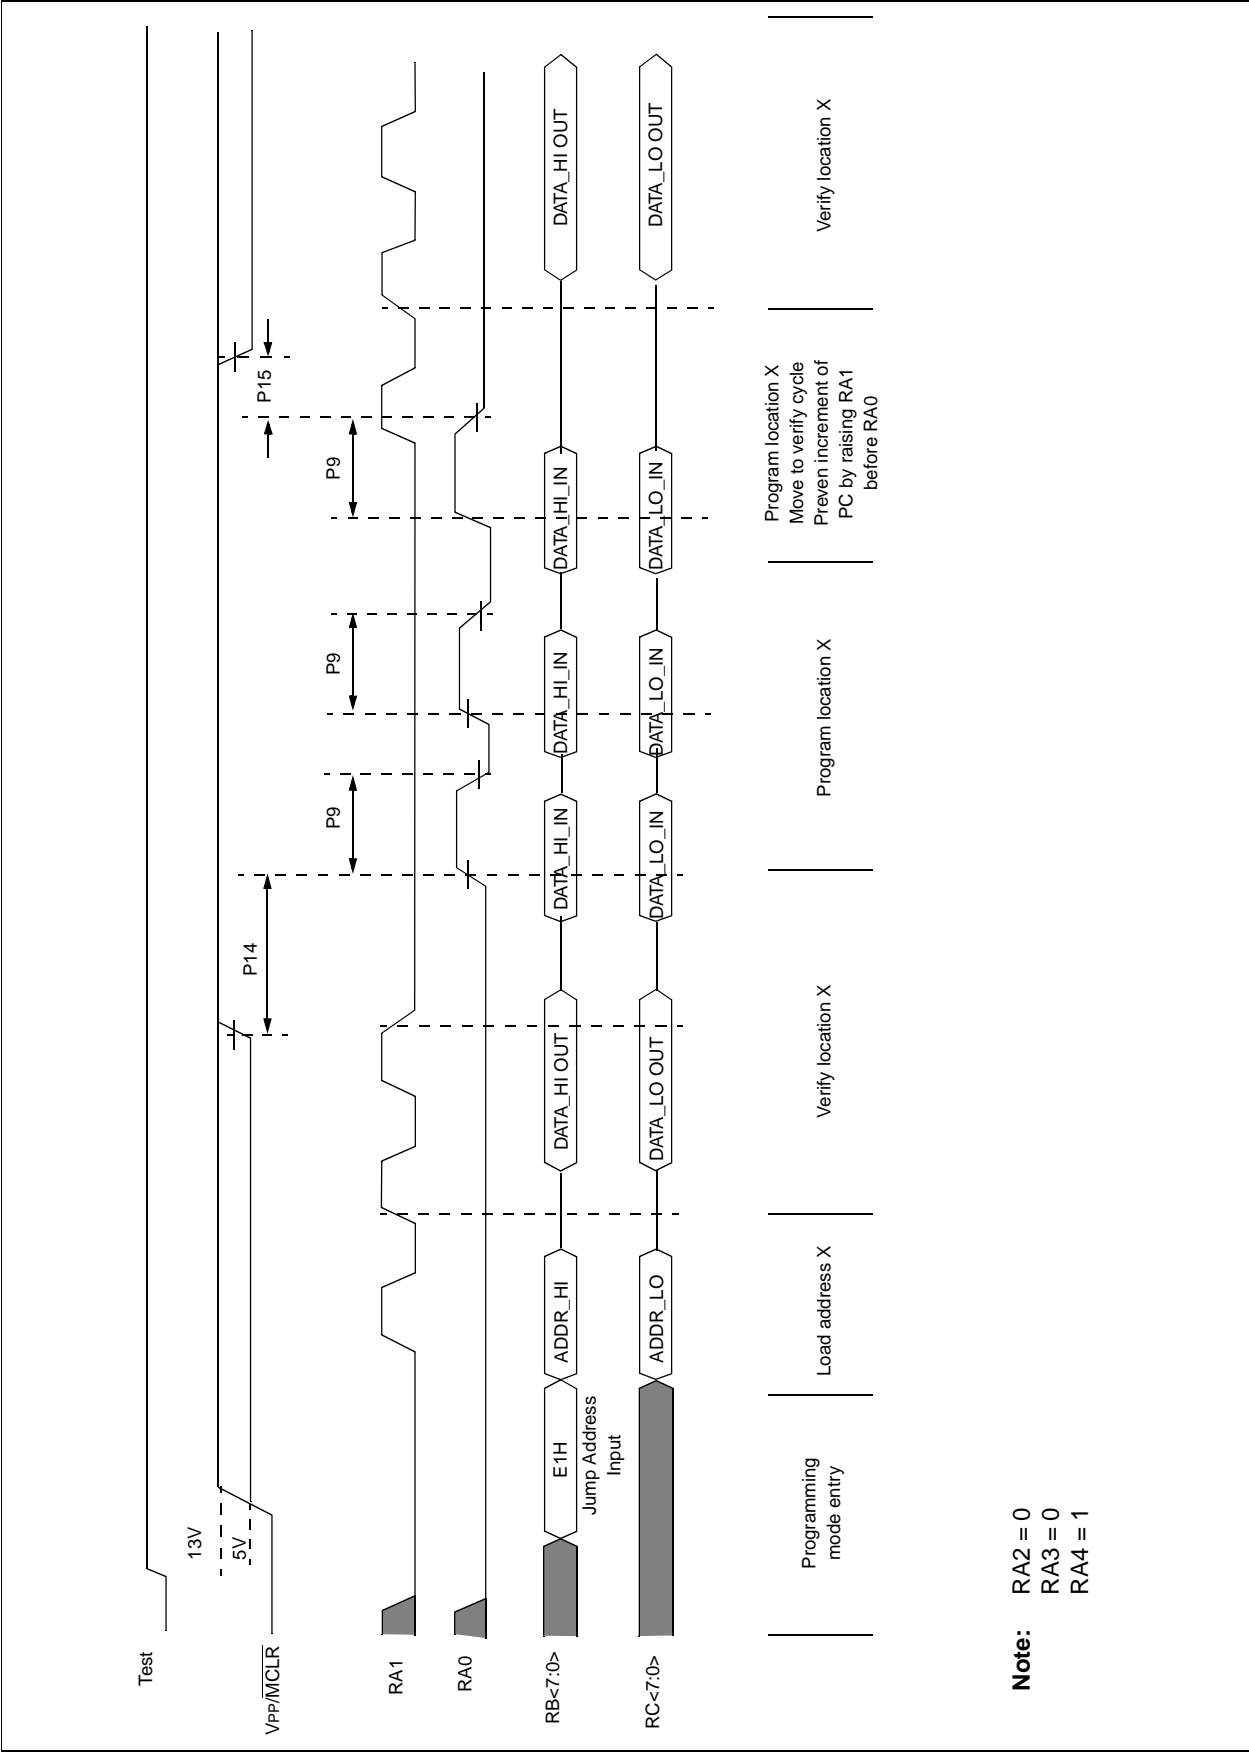 Test
13V
5V
VPP/MCLR
P14
P15
RA1
P9
P9
P9
RA0
RB<7:0>
E1H
ADDR_HI
DATA_HI OUT
DATA_HI_IN
DATA_HI_IN
DATA_HI_IN
DATA_HI OUT
Jump Address
Input
RC<7:0>
ADDR_LO
DATA_LO OUT
DATA_LO_IN
DATA_LO_IN
DATA_LO_IN
DATA_LO OUT
Programming
mode entry
Load address X
Verify location X
Program location X
Program location X
Move to verify cycle
Preven increment of
PC by raising RA1
before RA0
Verify location X
Note: RA2 = 0
RA3 = 0
RA4 = 1